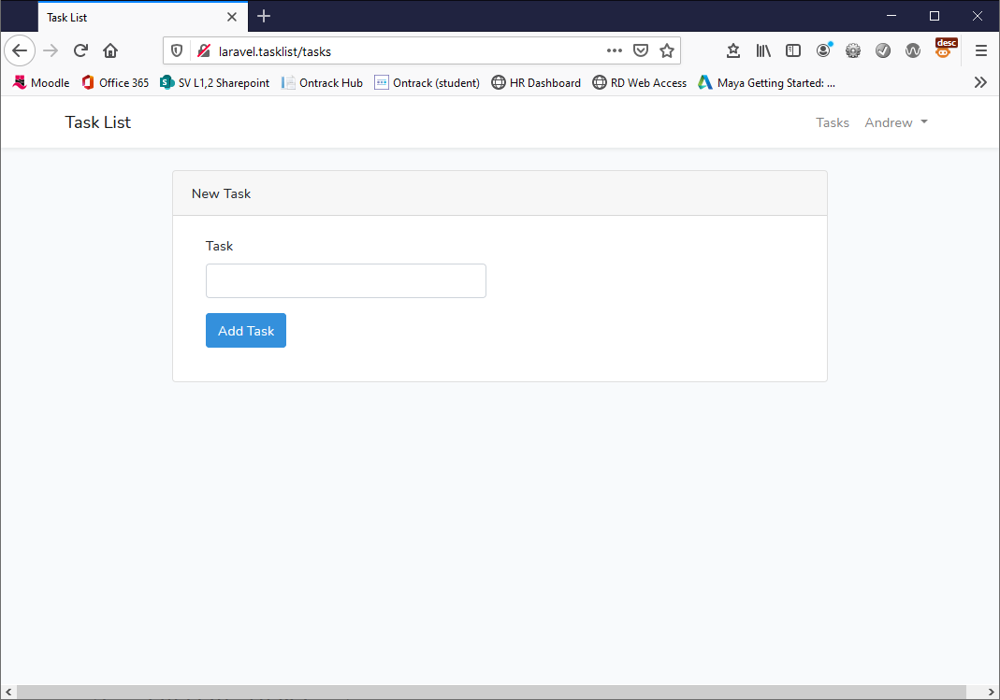 Task List
laravel.tasklist/tasks
desc
Moodle Office 365 SV L1,2 Sharepoint Ontrack Hub Ontrack (student) HR Dashboard RD Web Access Maya Getting Started: ...
Task List Tasks Andrew
New Task
Task
Add Task